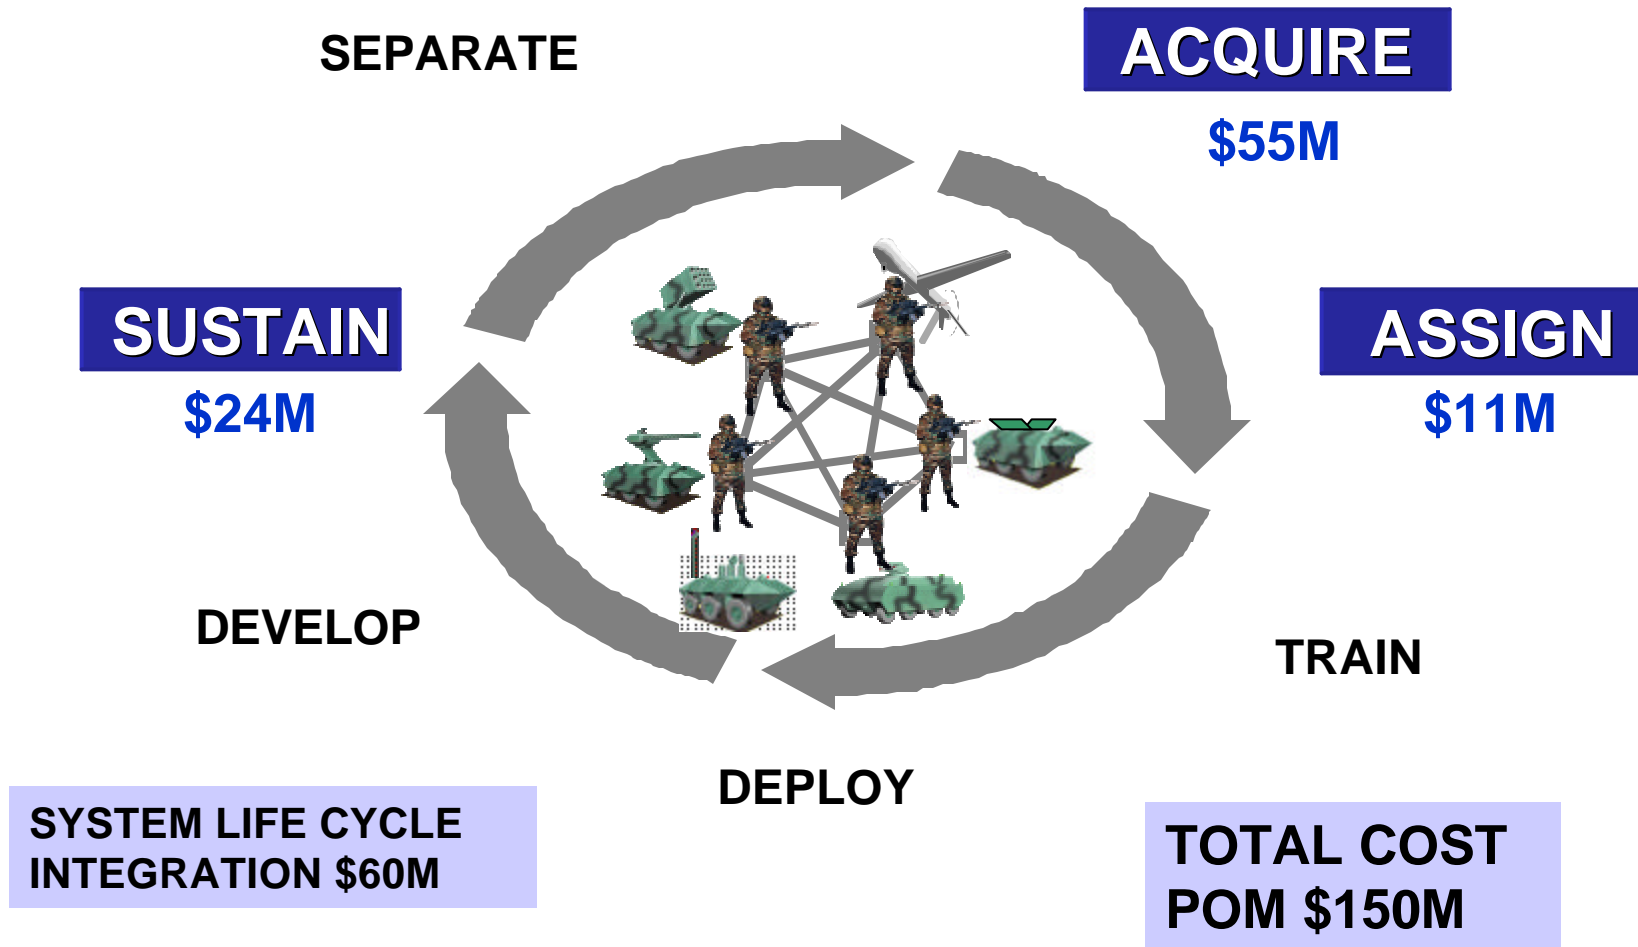 SEPARATE
ACQUIRE
$55M
SUSTAIN
$24M
ASSIGN
$11M
DEVELOP
TRAIN
DEPLOY
SYSTEM LIFE CYCLE
INTEGRATION $60M
TOTAL COST
POM $150M